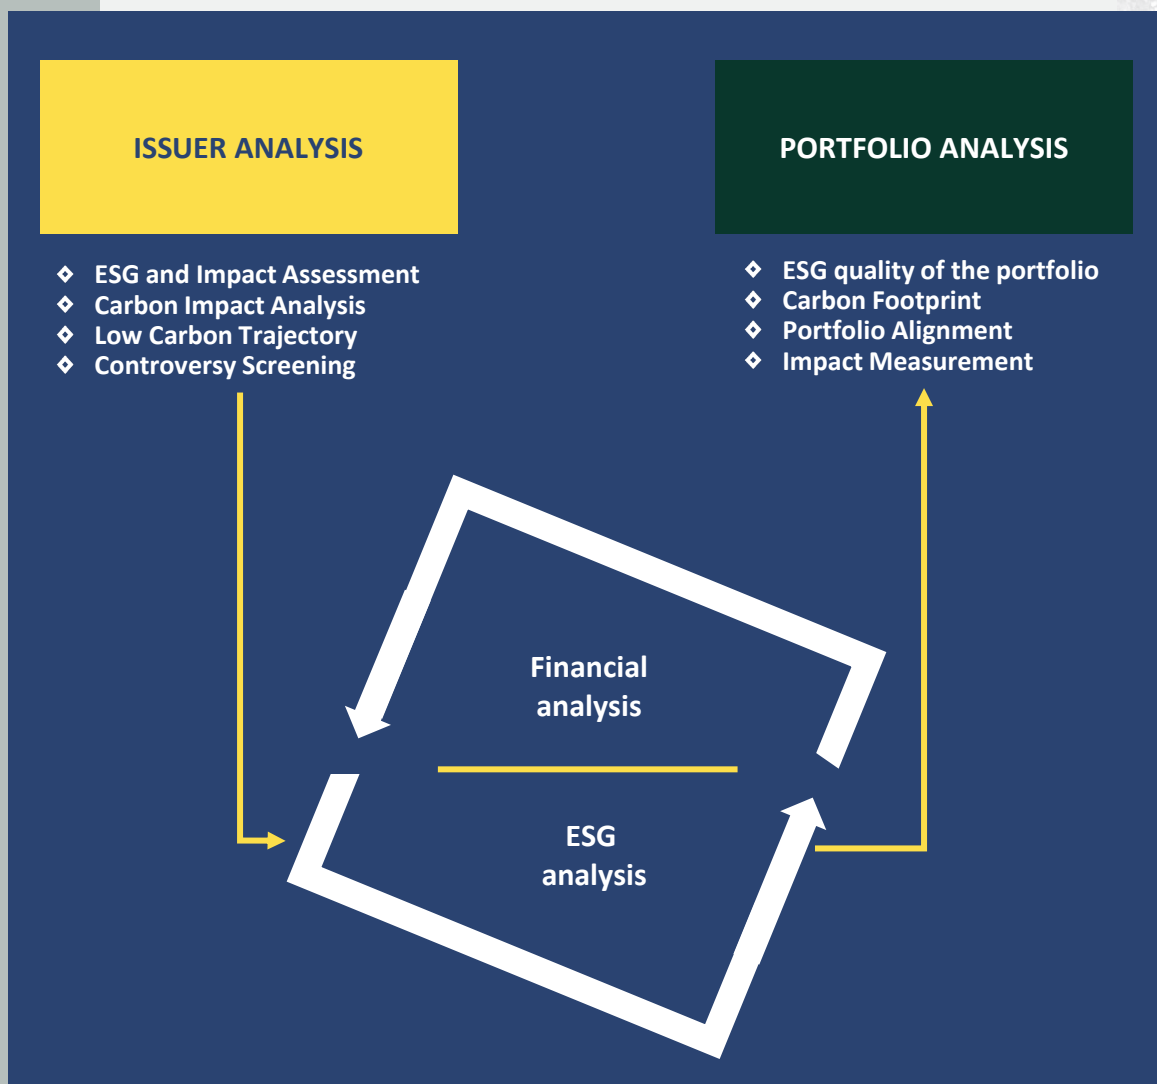 ISSUER ANALYSIS
ESG and Impact Assessment
Carbon Impact Analysis
Low Carbon Trajectory
Controversy Screening
PORTFOLIO ANALYSIS
ESG quality of the portfolio
Carbon Footprint
Portfolio Alignment
Impact Measurement
Financial
analysis
ESG
analysis